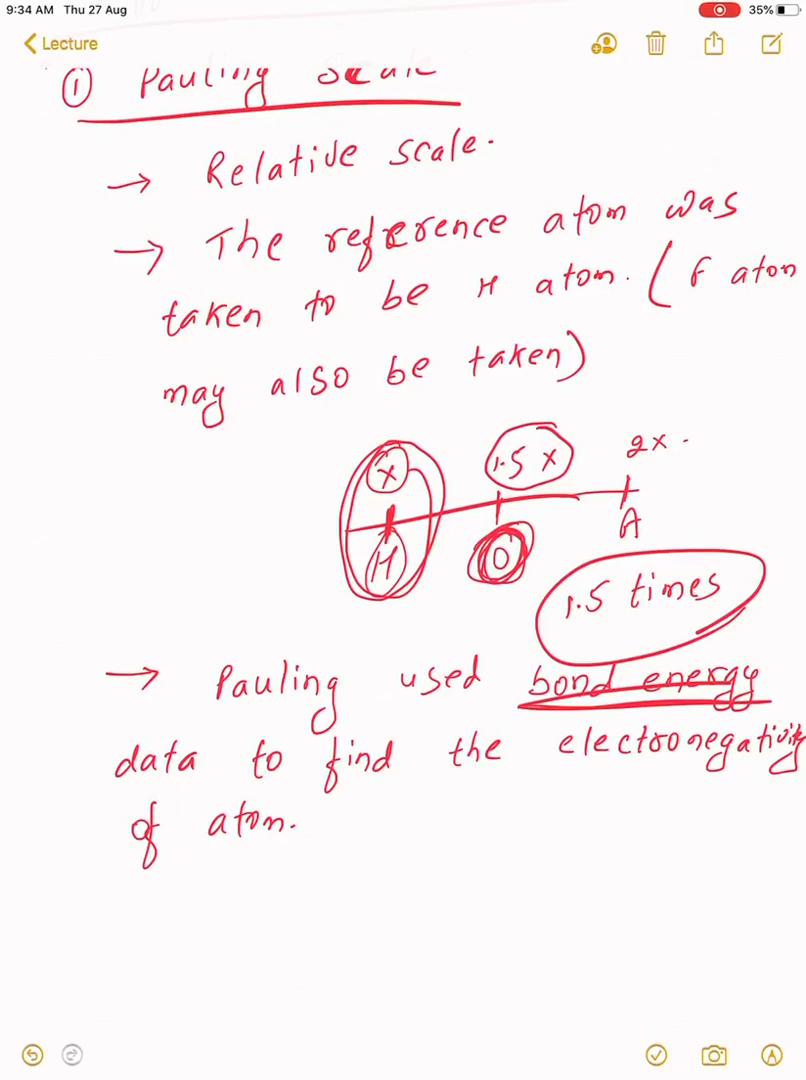 9:34 AM Thu 27 Aug
35%
Lecture
① Pauling scale
→ Relative scale.
→ The reference atom was
taken to be H atom. (F atom
may also be taken)
X 1.5 X 2x.
H O A
1.5 times
→ Pauling used bond energy
data to find the electronegativity
of atom.